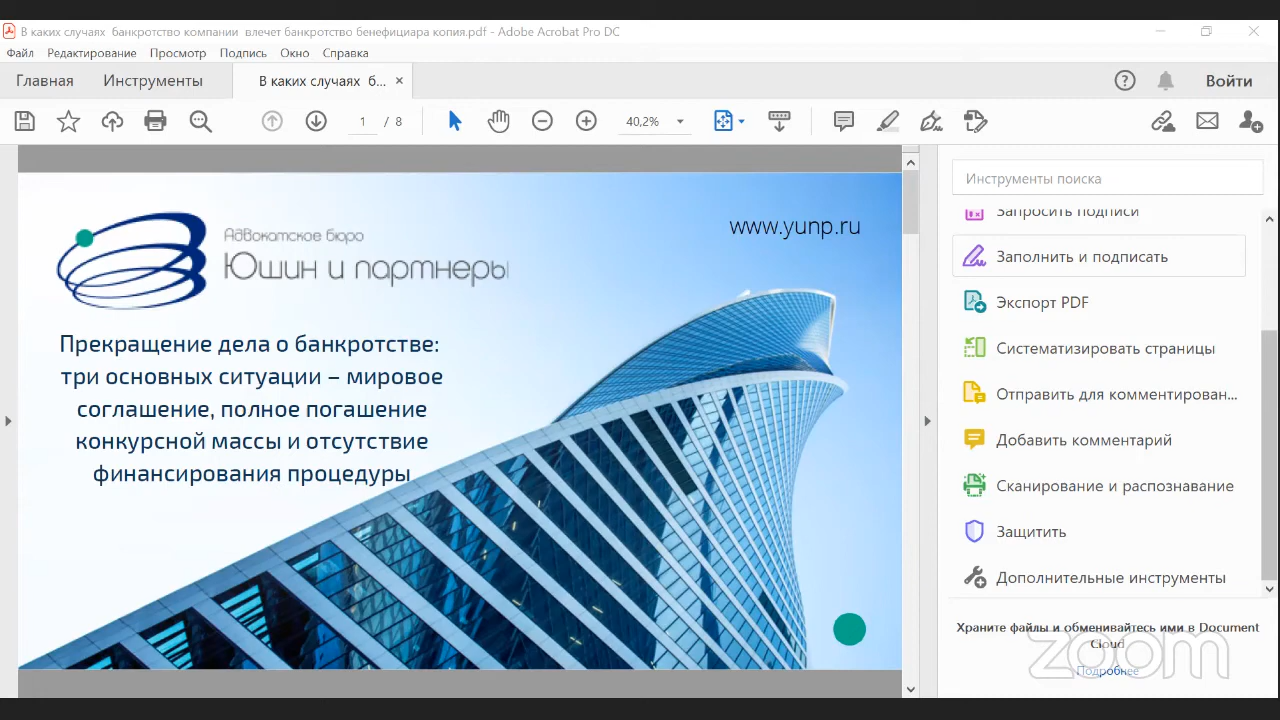 В каких случаях банкротство компании влечет банкротство бенефициара копия.pdf - Adobe Acrobat Pro DC
Файл Редактирование Просмотр Подпись Окно Справка
Главная Инструменты В каких случаях б... × Войти
1 / 8 40,2%
Инструменты поиска
Запросить подписи
Заполнить и подписать
Экспорт PDF
Систематизировать страницы
Отправить для комментирован...
Добавить комментарий
Сканирование и распознавание
Защитить
Дополнительные инструменты
Храните файлы и обменивайтесь ими в Document
Cloud
Подробнее
zoom
www.yunp.ru
Адвокатское бюро
Юшин и партнеры
Прекращение дела о банкротстве:
три основных ситуации – мировое
соглашение, полное погашение
конкурсной массы и отсутствие
финансирования процедуры